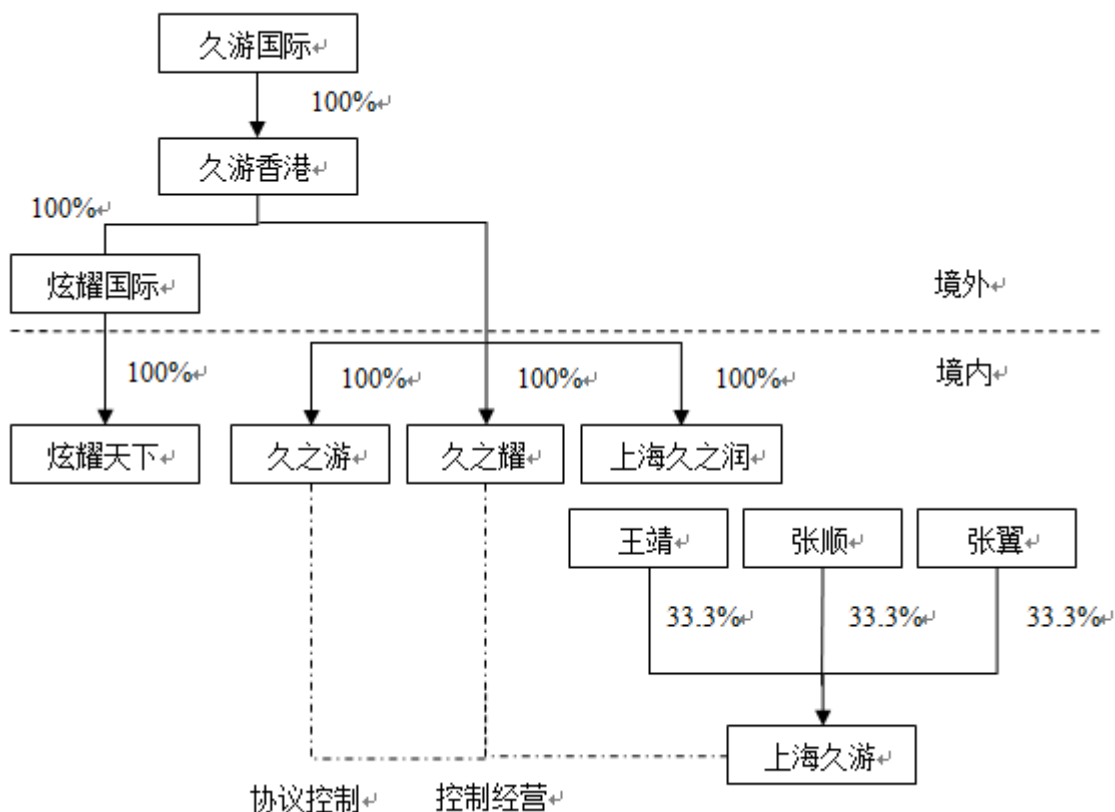 久游国际
100%
久游香港
100%
炫耀国际
境外
100%
100%
100%
100%
境内
炫耀天下
久之游
久之耀
上海久之润
王靖
张顺
张翼
33.3%
33.3%
33.3%
上海久游
协议控制
控制经营